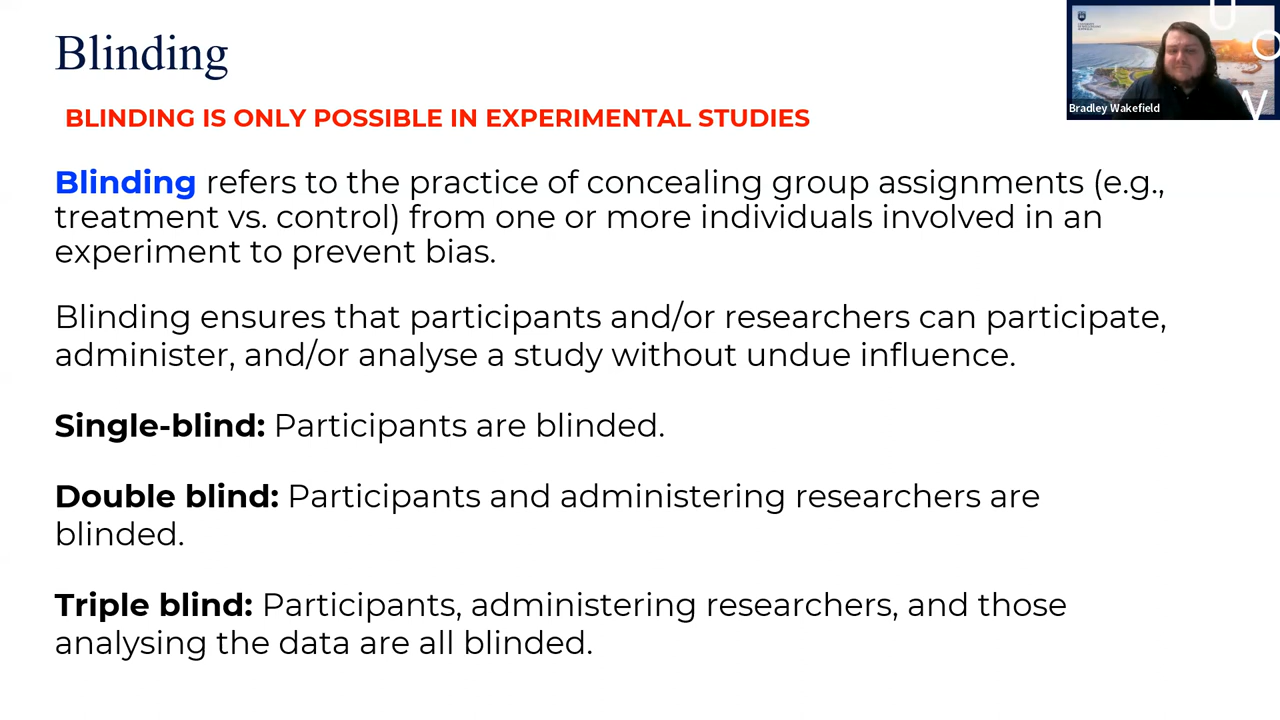 Blinding
BLINDING IS ONLY POSSIBLE IN EXPERIMENTAL STUDIES
Blinding refers to the practice of concealing group assignments (e.g.,
treatment vs. control) from one or more individuals involved in an
experiment to prevent bias.
Blinding ensures that participants and/or researchers can participate,
administer, and/or analyse a study without undue influence.
Single-blind: Participants are blinded.
Double blind: Participants and administering researchers are
blinded.
Triple blind: Participants, administering researchers, and those
analysing the data are all blinded.
U
O
W
Bradley Wakefield